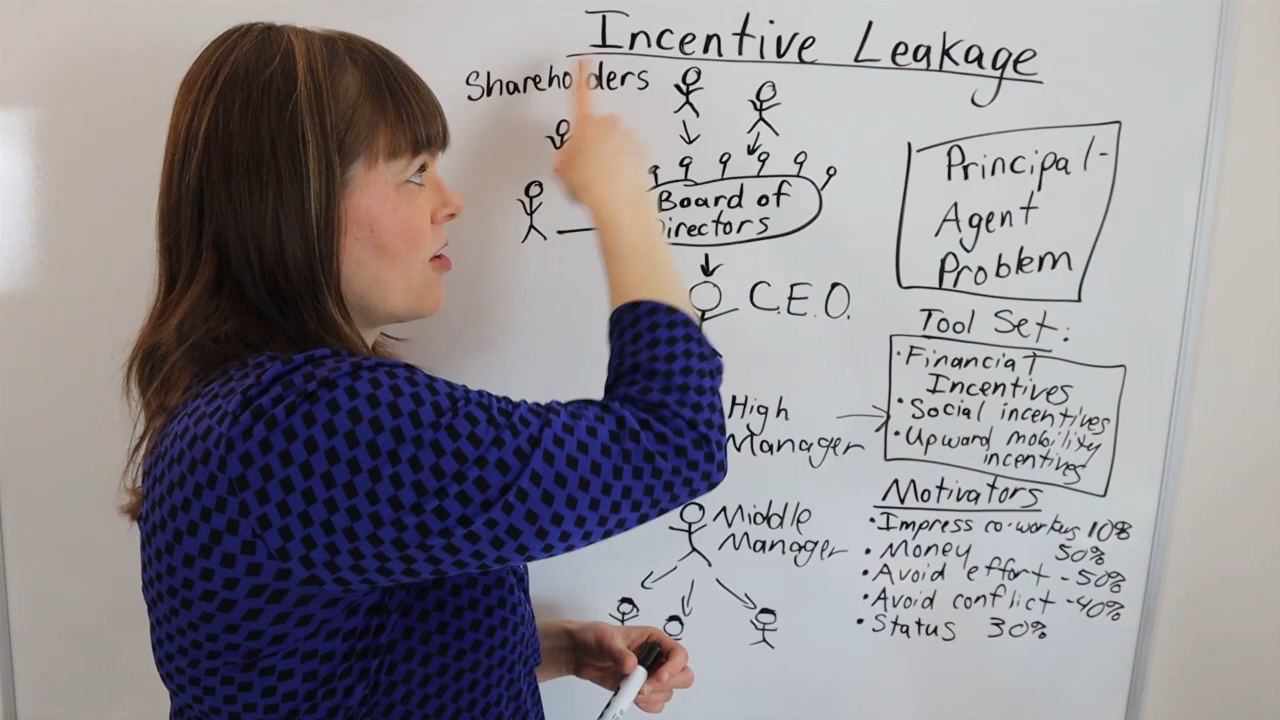 Incentive Leakage
Shareholders
Board of
Directors
C.E.O.
High
Manager
Middle
Manager
Principal-
Agent
Problem
Tool Set:
• Financial
Incentives
• Social incentives
• Upward mobility
incentives
Motivators
• Impress co-workers 10%
• Money 50%
• Avoid effort -50%
• Avoid conflict -40%
• Status 30%